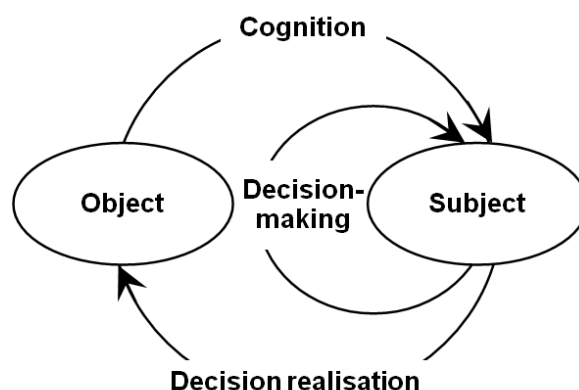 Cognition
Object
Decision-
making
Subject
Decision realisation